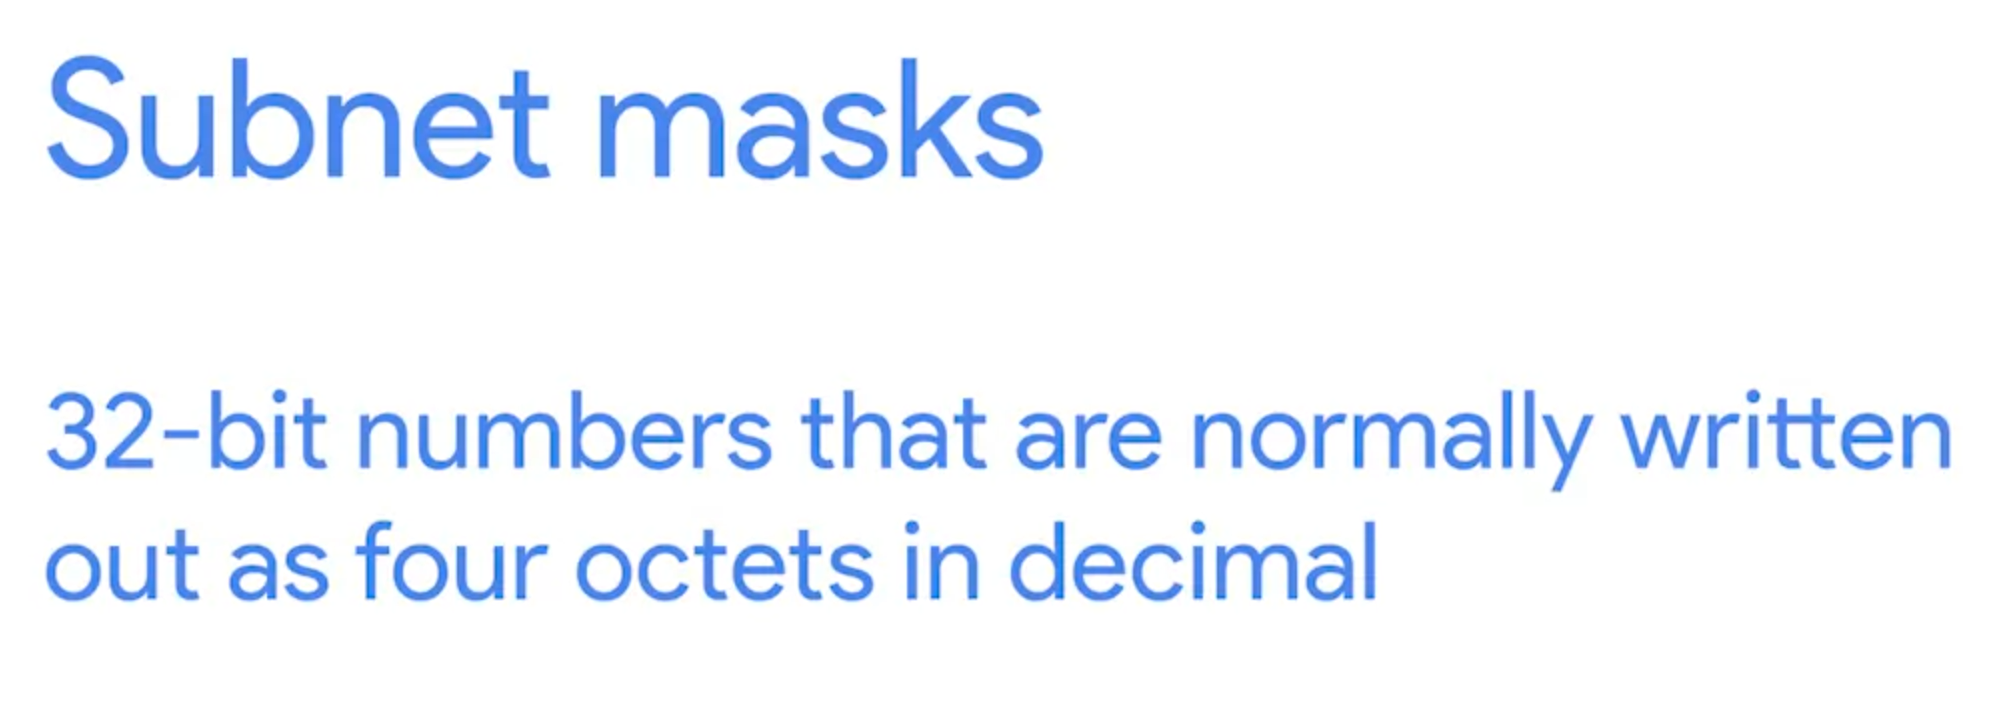 Subnet masks
32-bit numbers that are normally written
out as four octets in decimal